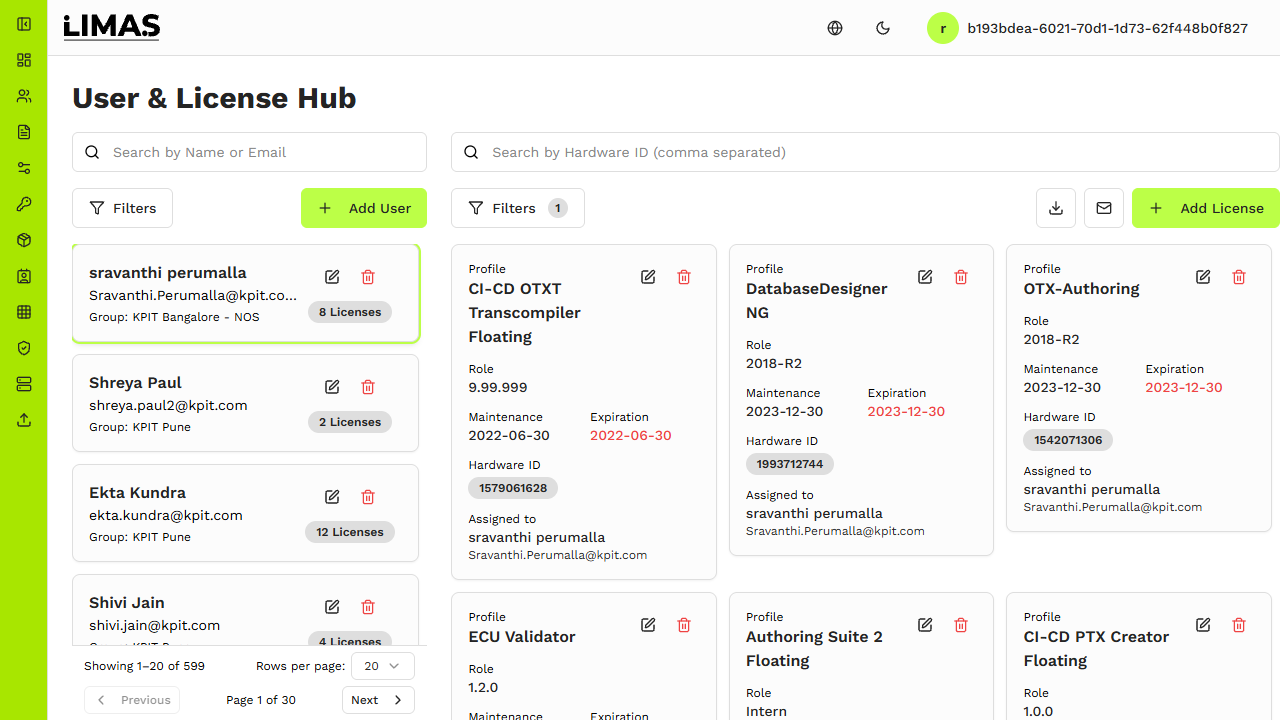 LIMAS
r
b193bdea-6021-70d1-1d73-62f448b0f827
User & License Hub
Search by Name or Email
Filters
Add User
sravanthi perumalla
Sravanthi.Perumalla@kpit.co...
Group: KPIT Bangalore - NOS
8 Licenses
Shreya Paul
shreya.paul2@kpit.com
Group: KPIT Pune
2 Licenses
Ekta Kundra
ekta.kundra@kpit.com
Group: KPIT Pune
12 Licenses
Shivi Jain
shivi.jain@kpit.com
Group: KPIT Pune
4 Licenses
Showing 1–20 of 599
Rows per page: 20
Previous
Page 1 of 30
Next
Search by Hardware ID (comma separated)
Filters 1
Add License
Profile
CI-CD OTXT
Transcompiler
Floating
Role
9.99.999
Maintenance Expiration
2022-06-30 2022-06-30
Hardware ID
1579061628
Assigned to
sravanthi perumalla
Sravanthi.Perumalla@kpit.com
Profile
DatabaseDesigner
NG
Role
2018-R2
Maintenance Expiration
2023-12-30 2023-12-30
Hardware ID
1993712744
Assigned to
sravanthi perumalla
Sravanthi.Perumalla@kpit.com
Profile
OTX-Authoring
Role
2018-R2
Maintenance Expiration
2023-12-30 2023-12-30
Hardware ID
1542071306
Assigned to
sravanthi perumalla
Sravanthi.Perumalla@kpit.com
Profile
ECU Validator
Role
1.2.0
Maintenance Expiration
Profile
Authoring Suite 2
Floating
Role
Intern
Profile
CI-CD PTX Creator
Floating
Role
1.0.0